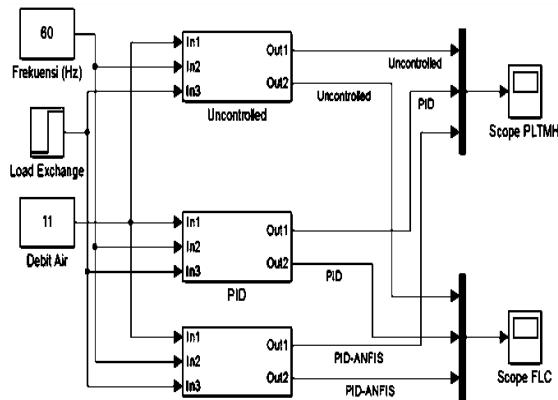 60
Frekuensi (Hz)
Load Exchange
11
Debit Air
In1
In2
In3
Out1
Out2
Uncontrolled
In1
In2
In3
Out1
Out2
PID
In1
In2
In3
Out1
Out2
Uncontrolled
Uncontrolled
PID
PID
PID-ANFIS
PID-ANFIS
Scope PLTMH
Scope FLC